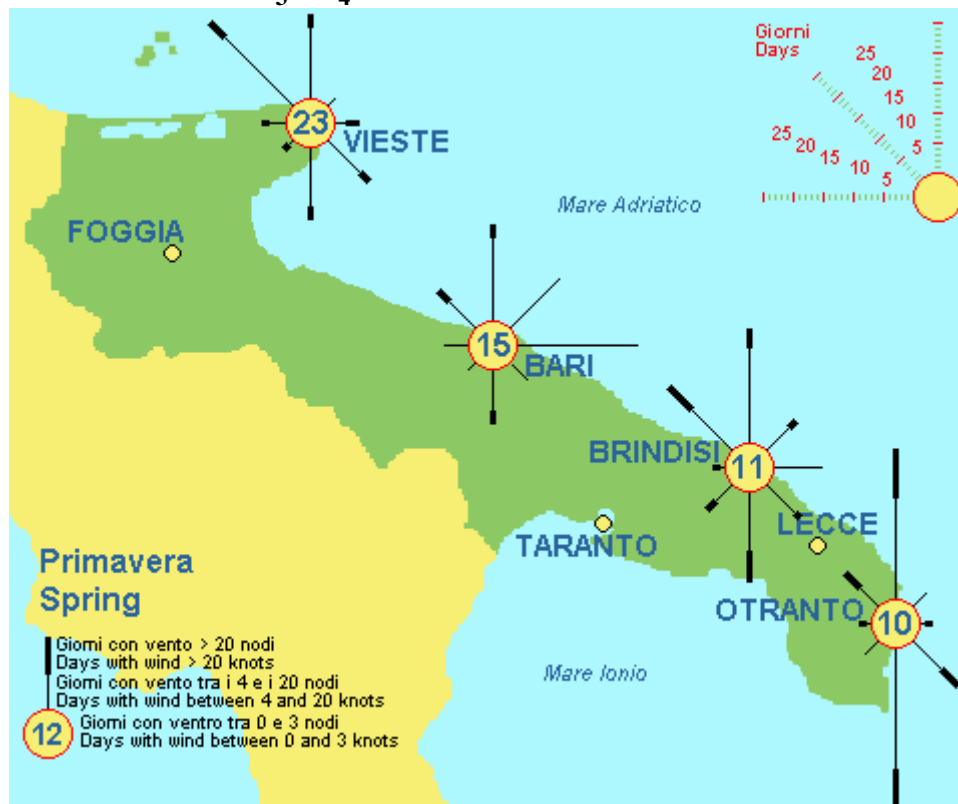 Giorni
Days
25
20
15
10
5
25
20
15
10
5
23
VIESTE
Mare Adriatico
FOGGIA
15
BARI
BRINDISI
11
LECCE
TARANTO
OTRANTO
10
Mare Ionio
Primavera
Spring
Giorni con vento > 20 nodi
Days with wind > 20 knots
Giorni con vento tra i 4 e i 20 nodi
Days with wind between 4 and 20 knots
12
Giorni con ventro tra 0 e 3 nodi
Days with wind between 0 and 3 knots